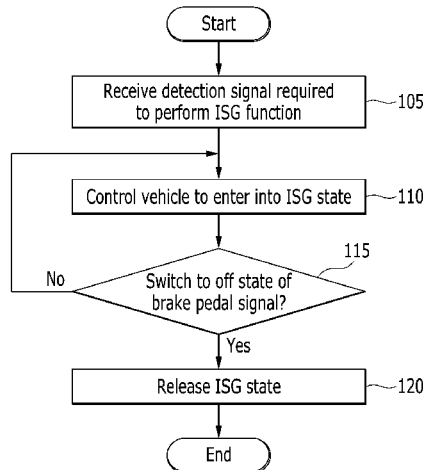 Start
Receive detection signal required
to perform ISG function
105
Control vehicle to enter into ISG state
110
115
Switch to off state of
brake pedal signal?
No
Yes
Release ISG state
120
End